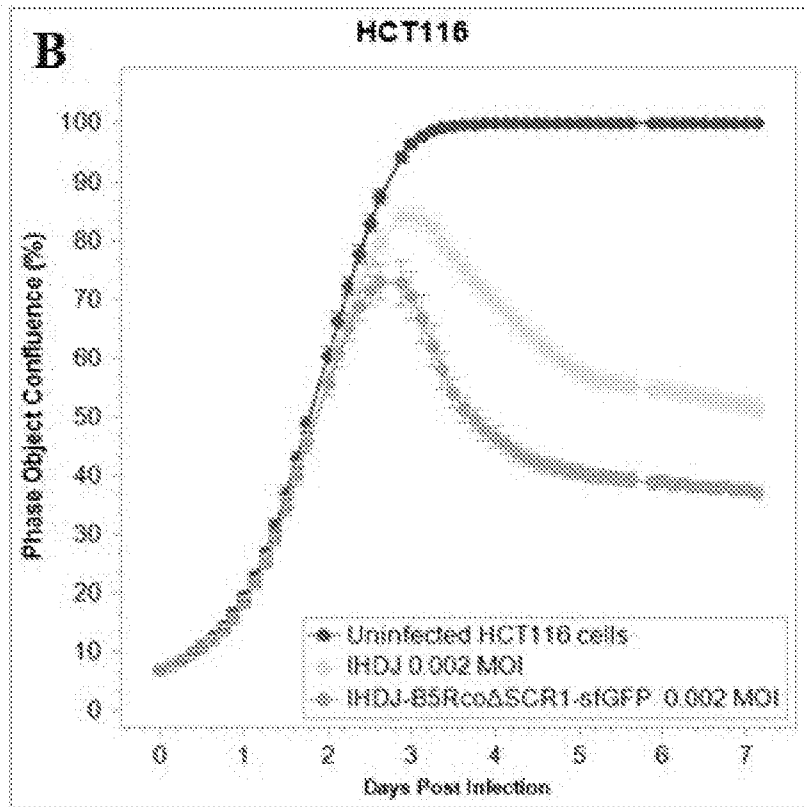 B
HCT116
Phase Object Confluence (%)
100
90
80
70
60
50
40
30
20
10
0
Uninfected HCT116 cells
IHDJ 0.002 MOI
IHDJ-B5RcoΔSCR1-sfGFP 0.002 MOI
0 1 2 3 4 5 6 7
Days Post Infection